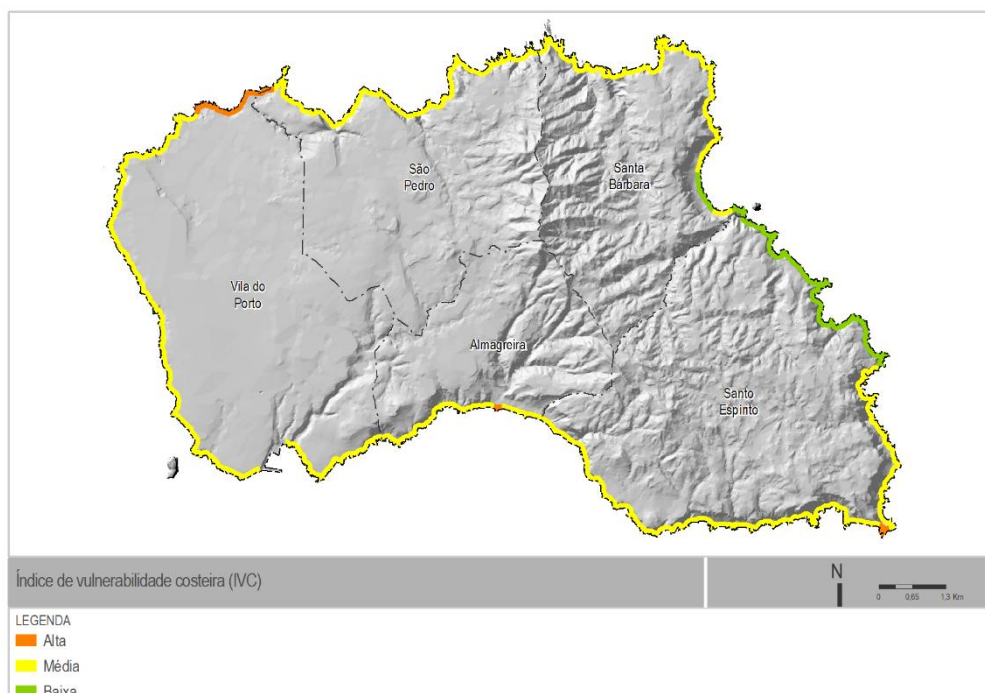 São
Pedro
Santa
Bárbara
Vila do
Porto
Almagreira
Santo
Espírito
Índice de vulnerabilidade costeira (IVC)
N
0 0,65 1,3 Km
LEGENDA
Alta
Média
Baixa